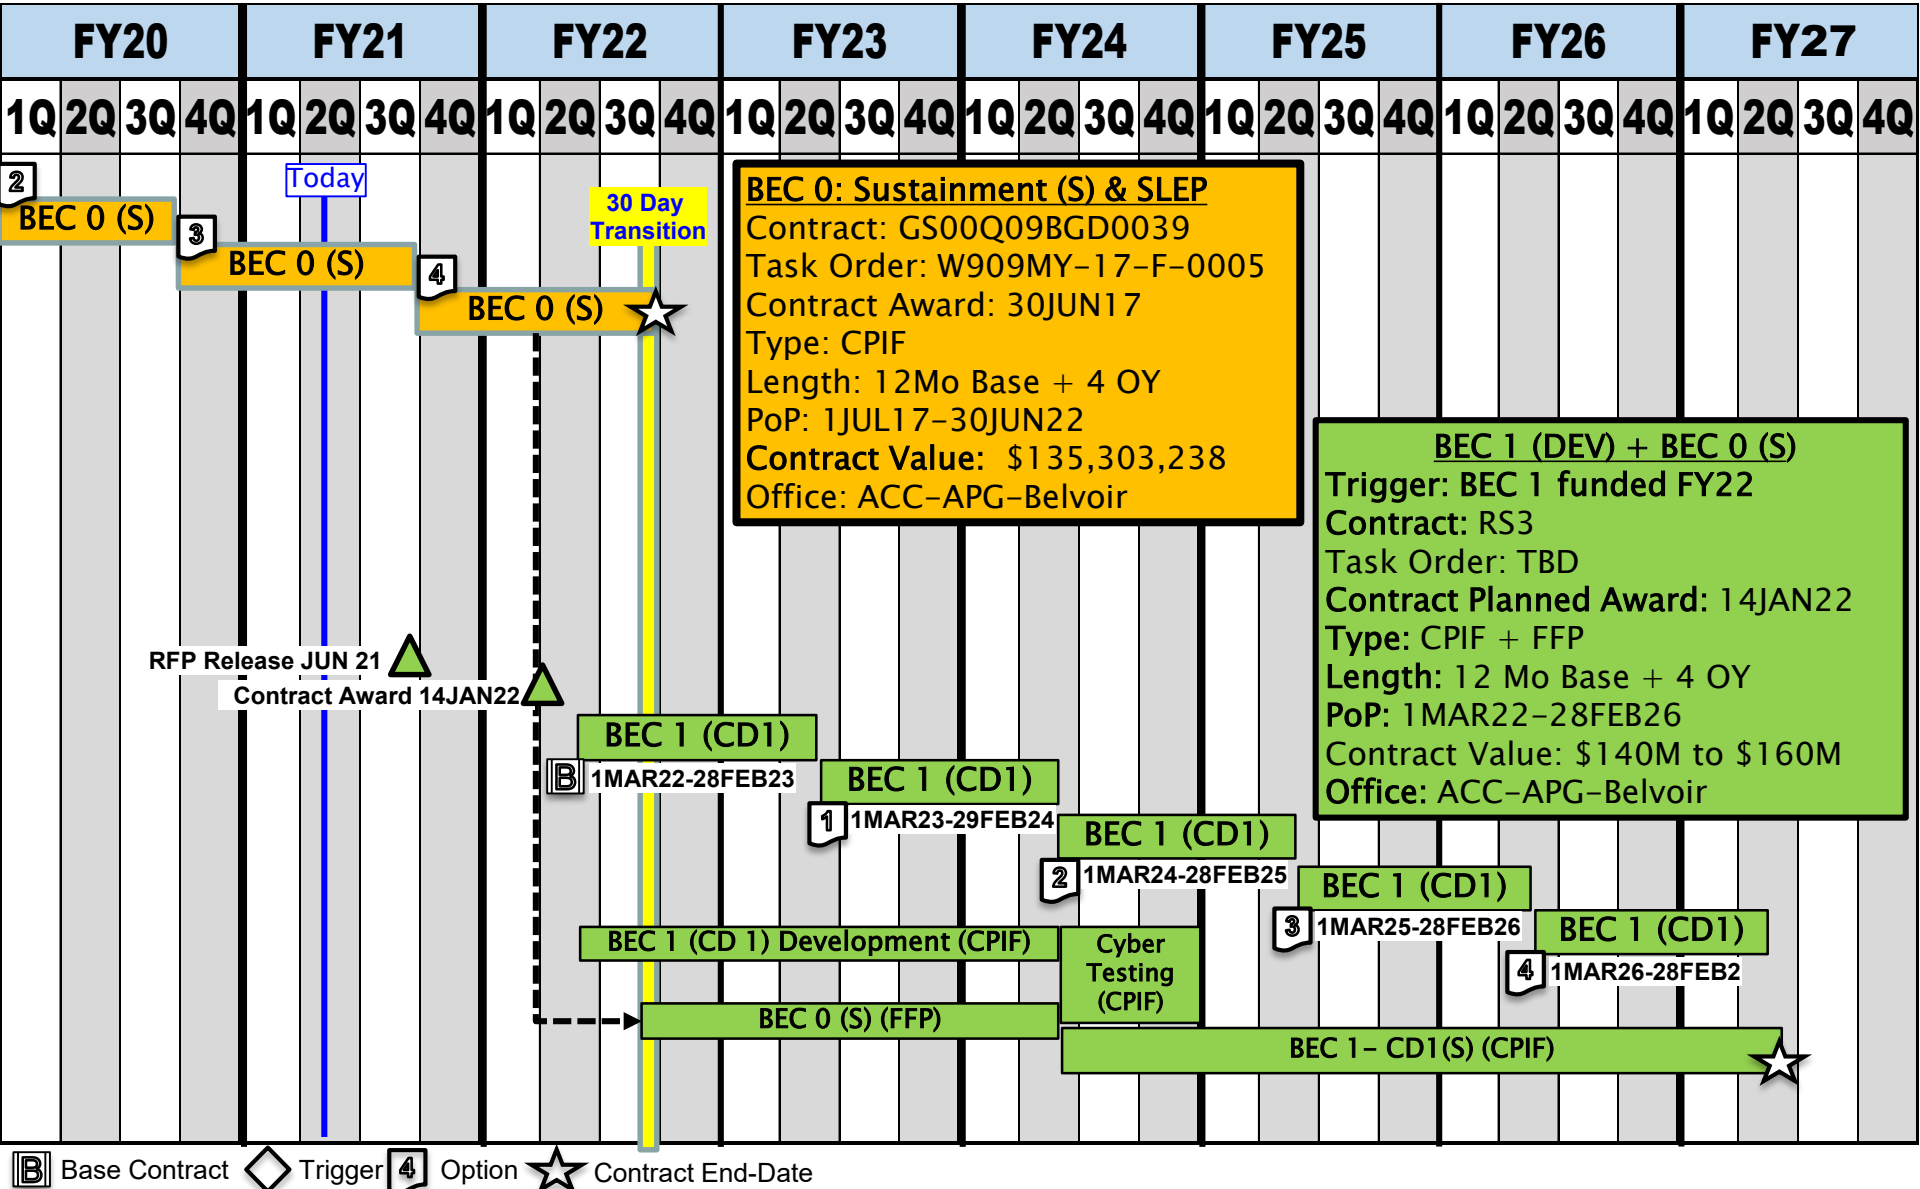 FY20 FY21 FY22 FY23 FY24 FY25 FY26 FY27
1Q 2Q 3Q 4Q 1Q 2Q 3Q 4Q 1Q 2Q 3Q 4Q 1Q 2Q 3Q 4Q 1Q 2Q 3Q 4Q 1Q 2Q 3Q 4Q 1Q 2Q 3Q 4Q 1Q 2Q 3Q 4Q
2
BEC 0 (S)
Today
3
BEC 0 (S)
4
BEC 0 (S)
30 Day
Transition
BEC 0: Sustainment (S) & SLEP
Contract: GS00Q09BGD0039
Task Order: W909MY-17-F-0005
Contract Award: 30JUN17
Type: CPIF
Length: 12Mo Base + 4 OY
PoP: 1JUL17-30JUN22
Contract Value: $135,303,238
Office: ACC-APG-Belvoir
BEC 1 (DEV) + BEC 0 (S)
Trigger: BEC 1 funded FY22
Contract: RS3
Task Order: TBD
Contract Planned Award: 14JAN22
Type: CPIF + FFP
Length: 12 Mo Base + 4 OY
PoP: 1MAR22-28FEB26
Contract Value: $140M to $160M
Office: ACC-APG-Belvoir
RFP Release JUN 21
Contract Award 14JAN22
BEC 1 (CD1)
B 1MAR22-28FEB23
BEC 1 (CD1)
1 1MAR23-29FEB24
BEC 1 (CD1)
2 1MAR24-28FEB25
BEC 1 (CD1)
3 1MAR25-28FEB26
BEC 1 (CD1)
4 1MAR26-28FEB2
BEC 1 (CD 1) Development (CPIF)
Cyber
Testing
(CPIF)
BEC 0 (S) (FFP)
BEC 1- CD1(S) (CPIF)
B Base Contract Trigger 4 Option Contract End-Date